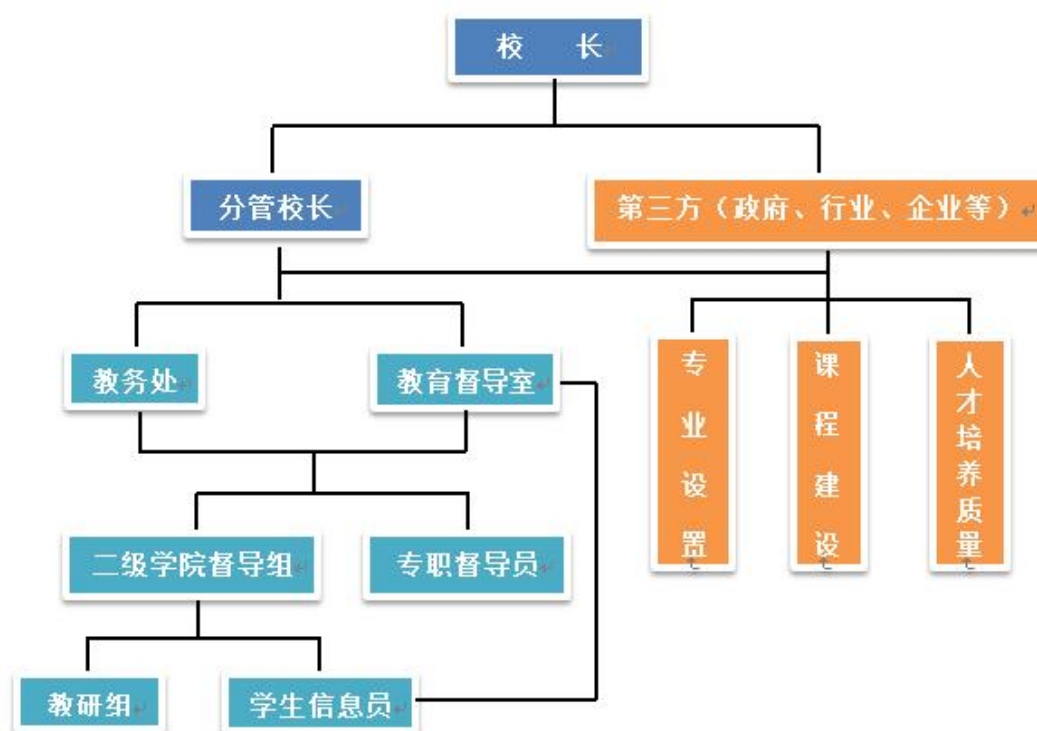 校 长
分管校长
第三方（政府、行业、企业等）
教务处
教育督导室
专业设置
课程建设
人才培养质量
二级学院督导组
专职督导员
教研组
学生信息员